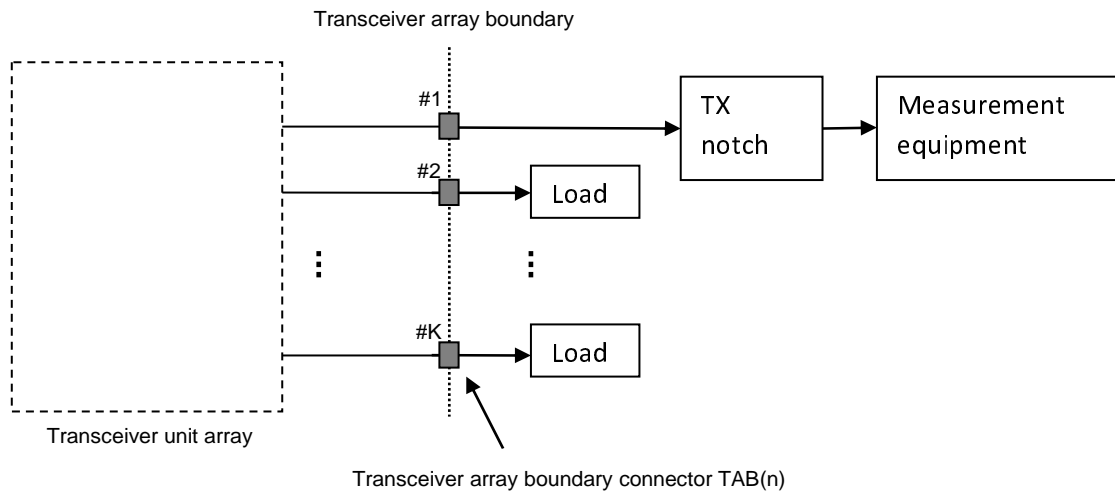 Transceiver array boundary
#1
TX
notch
Measurement
equipment
#2
Load
#K
Load
Transceiver unit array
Transceiver array boundary connector TAB(n)